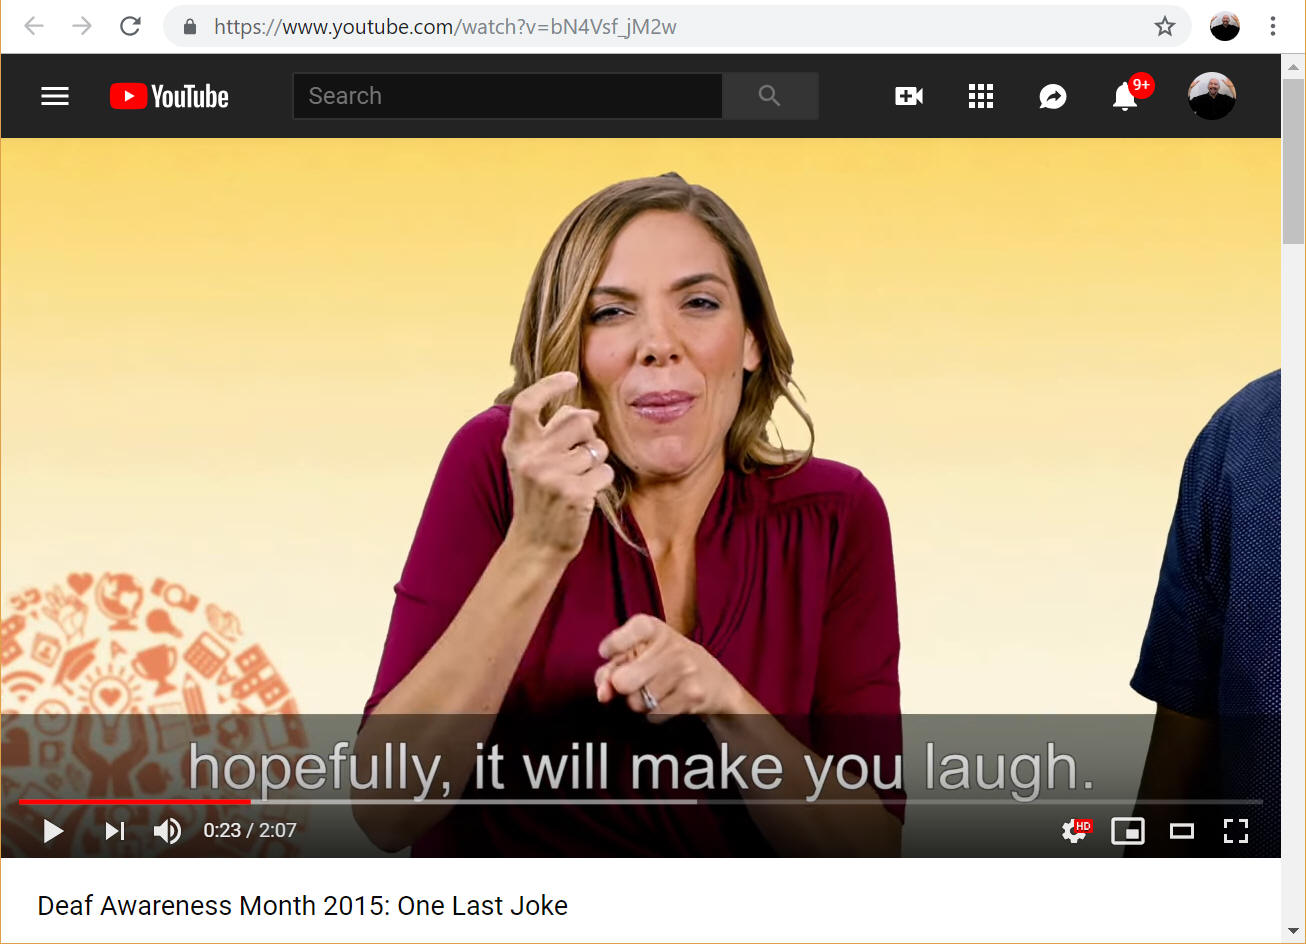 https://www.youtube.com/watch?v=bN4Vsf_jM2w
YouTube
Search
9+
hopefully, it will make you laugh.
0:23 / 2:07
HD
Deaf Awareness Month 2015: One Last Joke